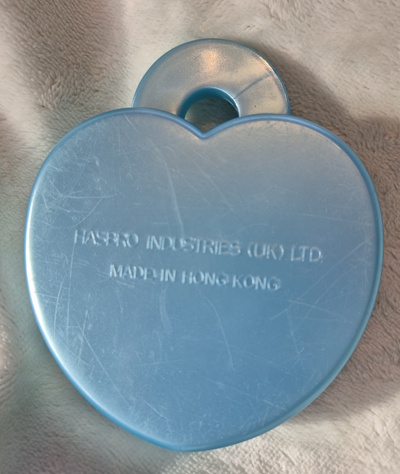 HASBRO INDUSTRIES (UK) LTD
MADE IN HONG KONG